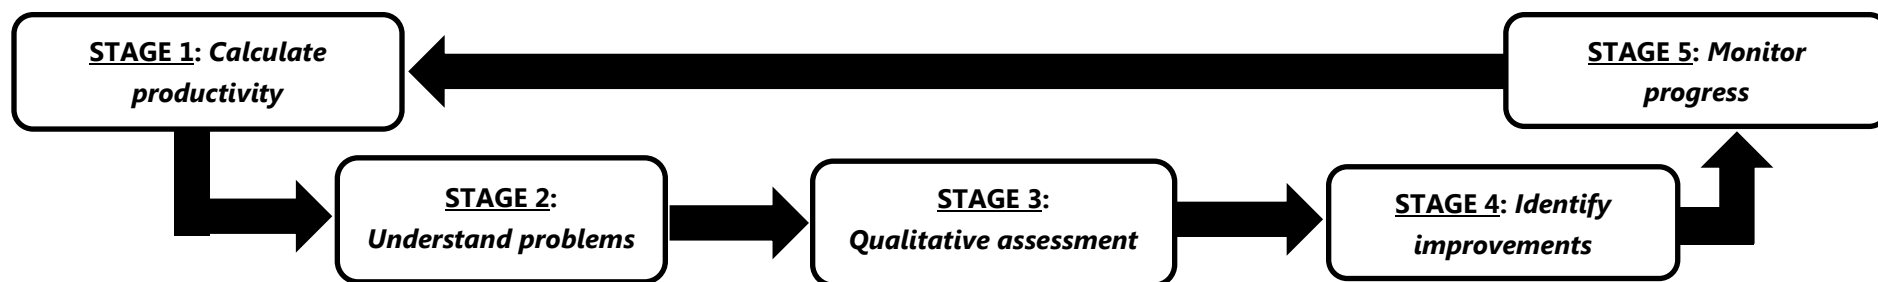 STAGE 1: Calculate
productivity
STAGE 2:
Understand problems
STAGE 3:
Qualitative assessment
STAGE 4: Identify
improvements
STAGE 5: Monitor
progress